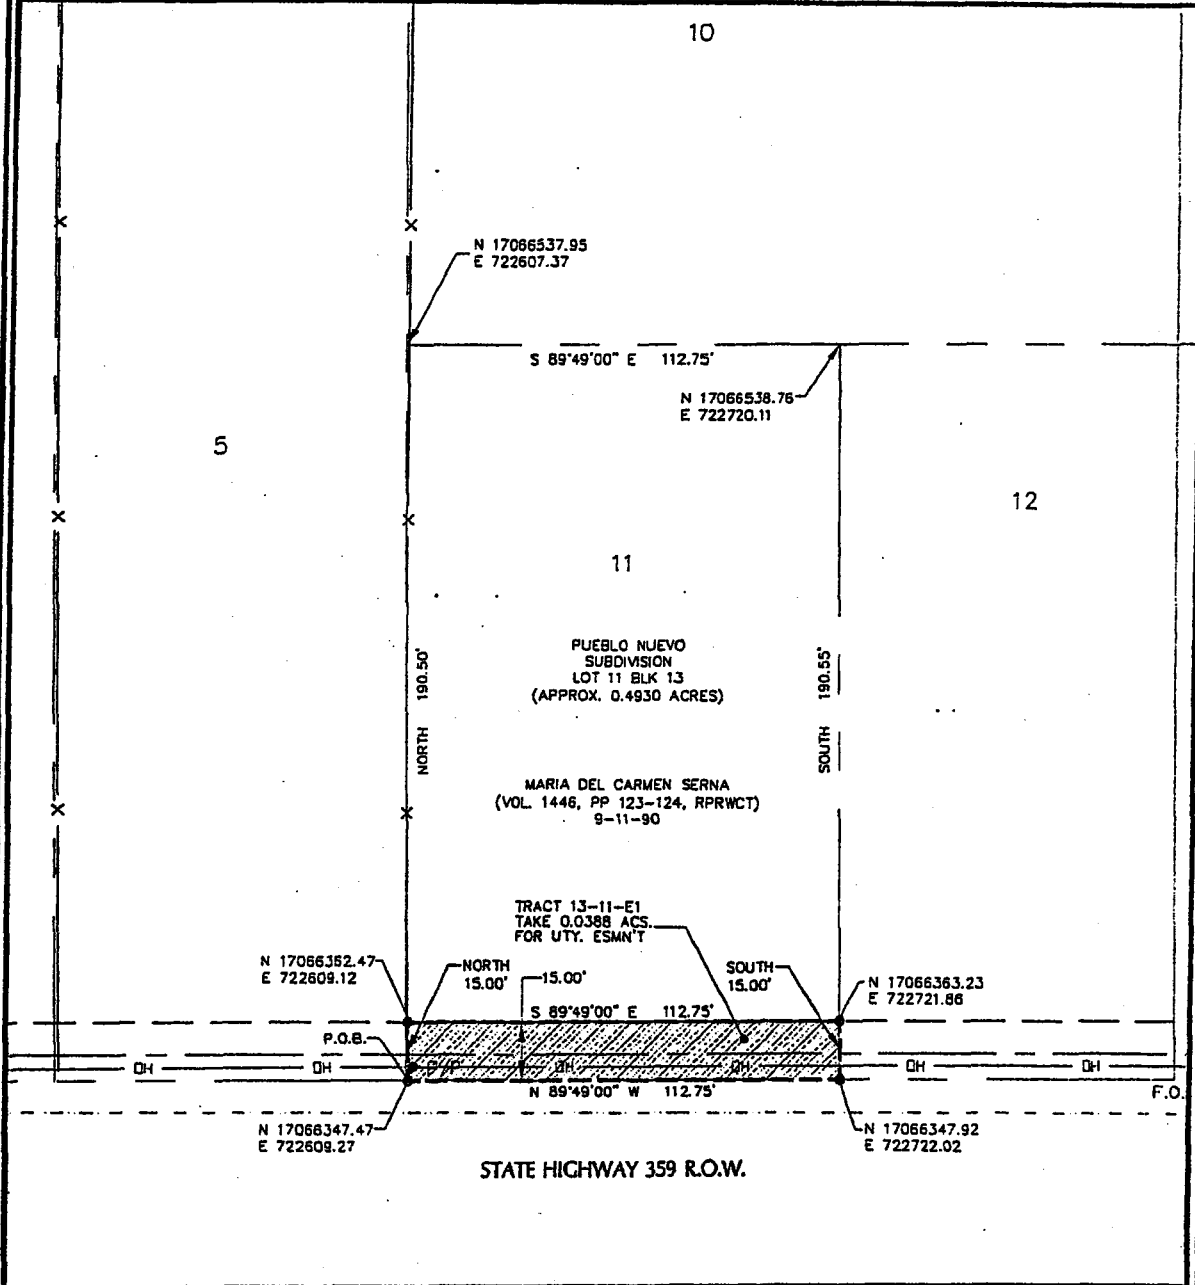 10
N 17066537.95
E 722607.37
S 89°49'00" E 112.75'
N 17066538.76
E 722720.11
5
12
11
PUEBLO NUEVO
SUBDIVISION
LOT 11 BLK 13
(APPROX. 0.4930 ACRES)
NORTH 190.50'
SOUTH 190.55'
MARIA DEL CARMEN SERNA
(VOL. 1446, PP 123-124, RPRWCT)
9-11-90
TRACT 13-11-E1
TAKE 0.0388 ACS.
FOR UTY. ESMN'T
N 17066362.47
E 722609.12
NORTH
15.00'
15.00'
SOUTH
15.00'
N 17066363.23
E 722721.86
S 89°49'00" E 112.75'
P.O.B.
OH OH P/P OH OH OH OH
N 89°49'00" W 112.75'
F.O.
N 17066347.47
E 722609.27
N 17066347.92
E 722722.02
STATE HIGHWAY 359 R.O.W.